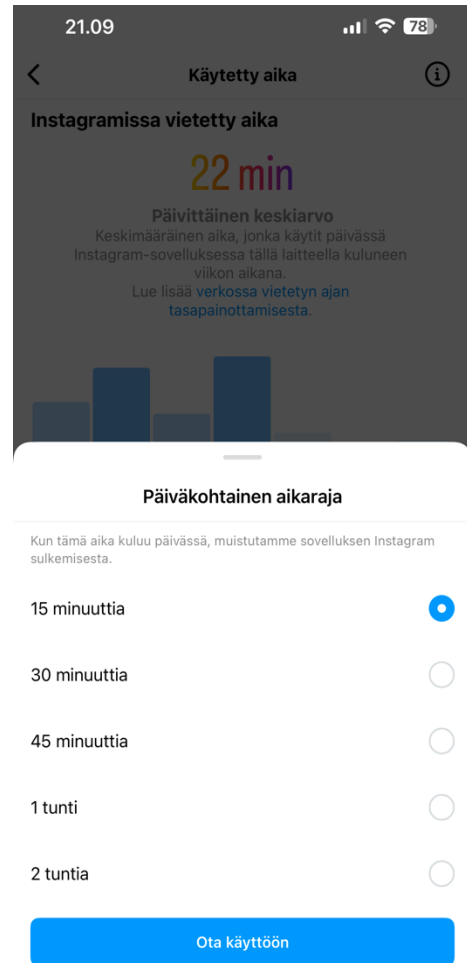 21.09
78
Käytetty aika
Instagramissa vietetty aika
22 min
Päivittäinen keskiarvo
Keskimääräinen aika, jonka käytit päivässä
Instagram-sovelluksessa tällä laitteella kuluneen
viikon aikana.
Lue lisää verkossa vietetyn ajan
tasapainottamisesta.
Päiväkohtainen aikaraja
Kun tämä aika kuluu päivässä, muistutamme sovelluksen Instagram
sulkemisesta.
15 minuuttia
30 minuuttia
45 minuuttia
1 tunti
2 tuntia
Ota käyttöön